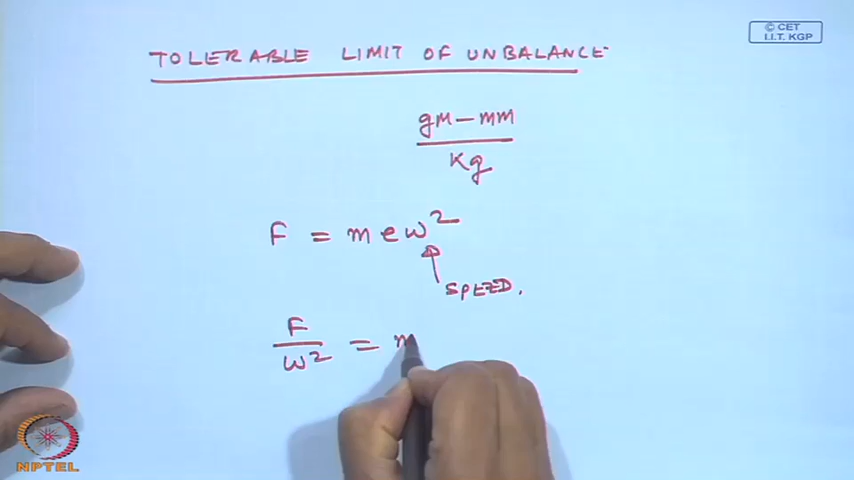 © CET
I.I.T. KGP
TOLERABLE LIMIT OF UNBALANCE
gm - mm
Kg
F = m e ω²
SPEED.
F
ω² = m
NPTEL